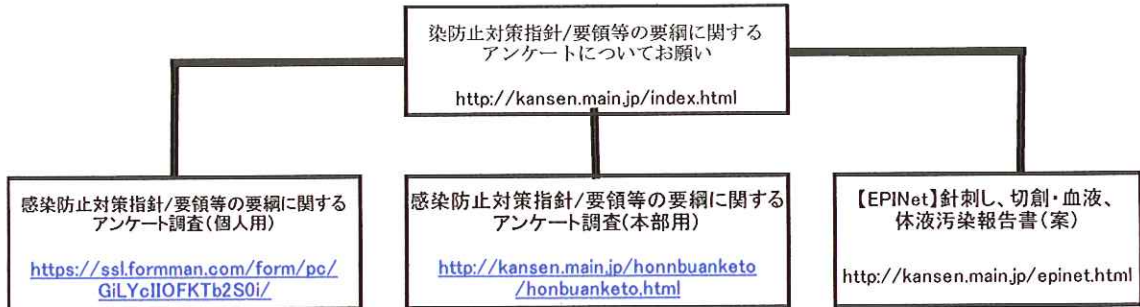 染防止対策指針/要領等の要綱に関する
アンケートについてお願い
http://kansen.main.jp/index.html
感染防止対策指針/要領等の要綱に関する
アンケート調査(個人用)
https://ssl.formman.com/form/pc/
GiLYcIIOFKTb2S0i/
感染防止対策指針/要領等の要綱に関する
アンケート調査(本部用)
http://kansen.main.jp/honnbuanketo
/honbuanketo.html
【EPINet】針刺し、切創・血液、
体液汚染報告書(案)
http://kansen.main.jp/epinet.html